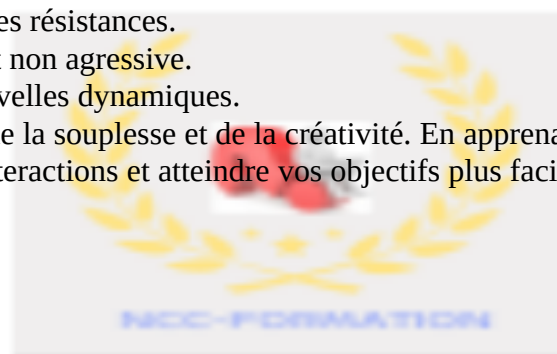 es résistances.
non agressive.
velles dynamiques.
e la souplesse et de la créativité. En apprena
teractions et atteindre vos objectifs plus faci
NCC-FORMATION